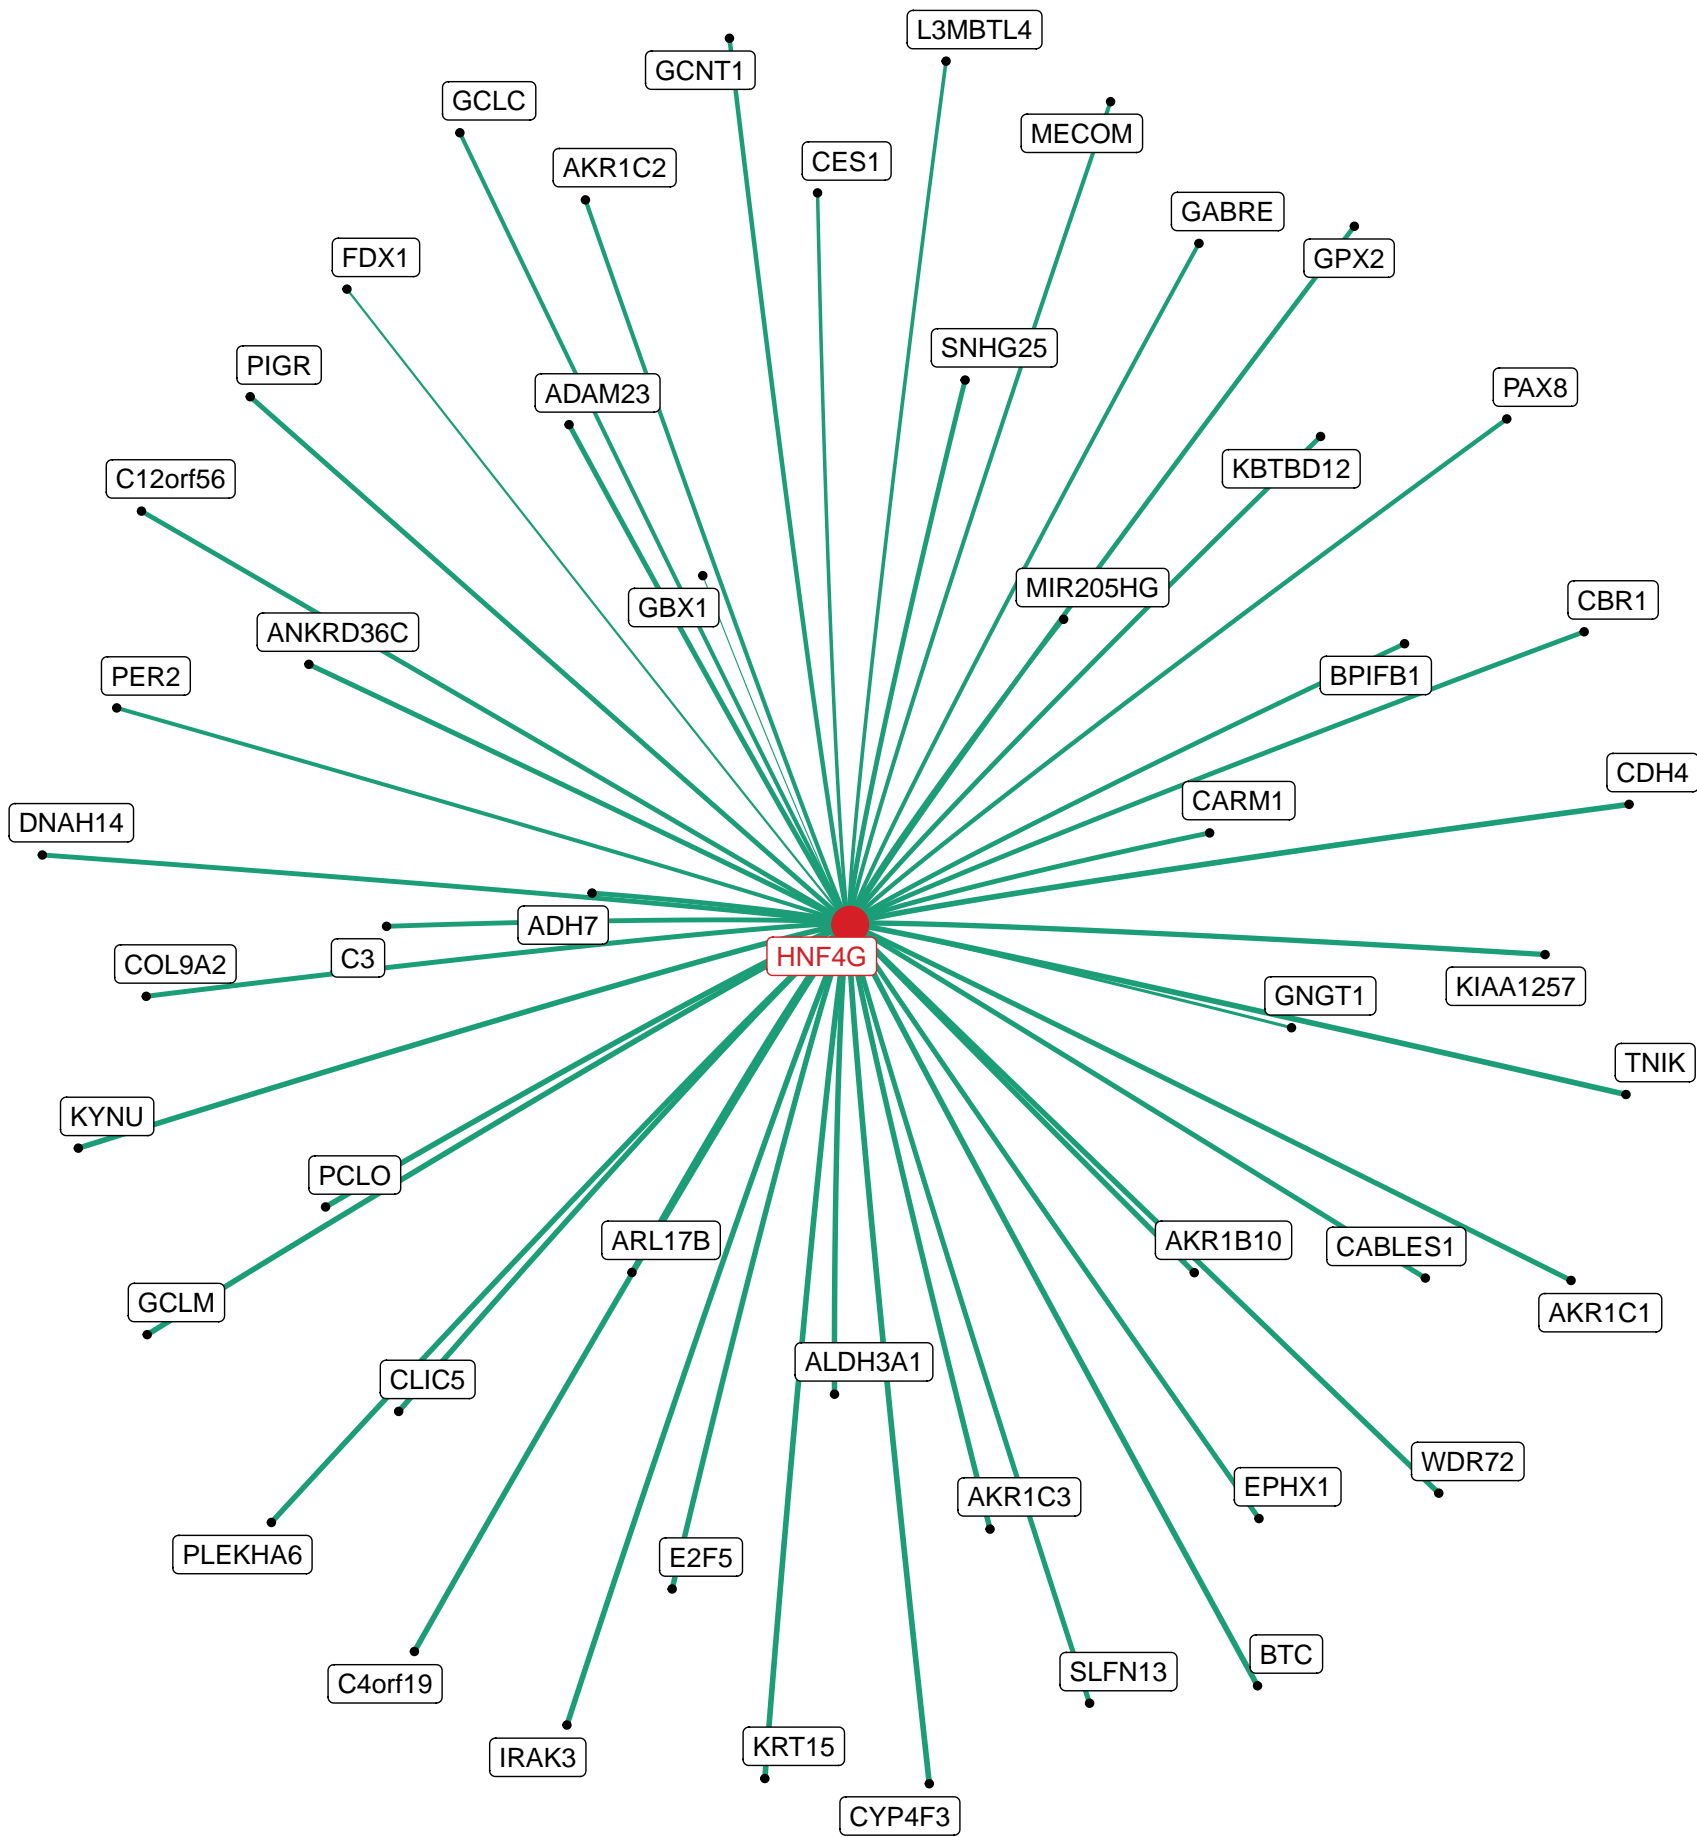 L3MBTL4
GCNT1
GCLC
MECOM
CES1
AKR1C2
GABRE
FDX1
GPX2
SNHG25
PIGR
PAX8
ADAM23
KBTBD12
C12orf56
MIR205HG
CBR1
GBX1
ANKRD36C
PER2
BPIFB1
CDH4
CARM1
DNAH14
ADH7
HNF4G
C3
COL9A2
KIAA1257
GNGT1
TNIK
KYNU
PCLO
ARL17B
AKR1B10
CABLES1
GCLM
AKR1C1
ALDH3A1
CLIC5
WDR72
EPHX1
AKR1C3
PLEKHA6
E2F5
BTC
SLFN13
C4orf19
KRT15
IRAK3
CYP4F3